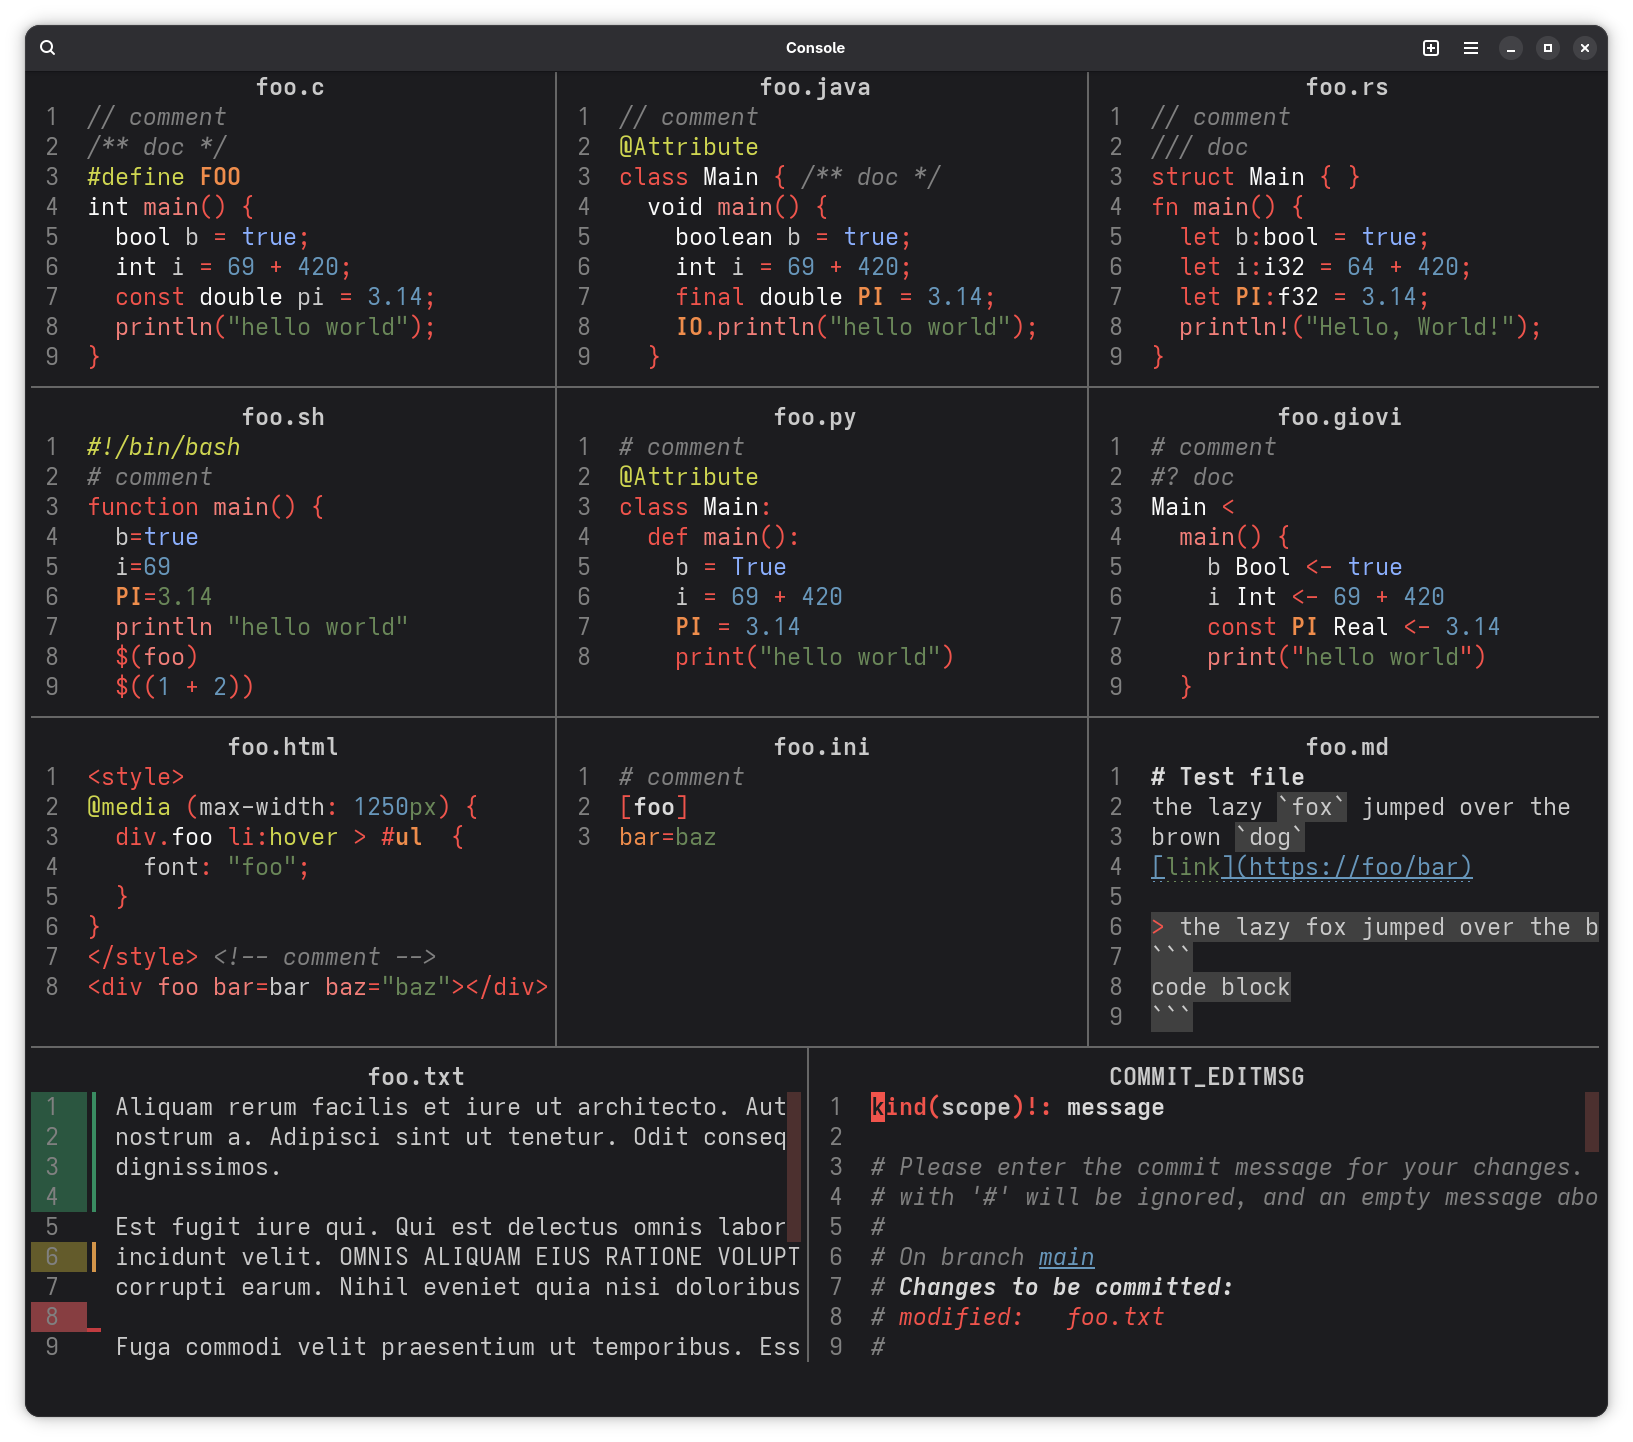 Console
foo.c
1 // comment
2 /** doc */
3 #define FOO
4 int main() {
5   bool b = true;
6   int i = 69 + 420;
7   const double pi = 3.14;
8   println("hello world");
9 }
foo.java
1 // comment
2 @Attribute
3 class Main { /** doc */
4   void main() {
5     boolean b = true;
6     int i = 69 + 420;
7     final double PI = 3.14;
8     IO.println("hello world");
9   }
foo.rs
1 // comment
2 /// doc
3 struct Main { }
4 fn main() {
5   let b:bool = true;
6   let i:i32 = 64 + 420;
7   let PI:f32 = 3.14;
8   println!("Hello, World!");
9 }
foo.sh
1 #!/bin/bash
2 # comment
3 function main() {
4   b=true
5   i=69
6   PI=3.14
7   println "hello world"
8   $(foo)
9   $((1 + 2))
foo.py
1 # comment
2 @Attribute
3 class Main:
4   def main():
5     b = True
6     i = 69 + 420
7     PI = 3.14
8     print("hello world")
foo.giovi
1 # comment
2 #? doc
3 Main <
4   main() {
5     b Bool <- true
6     i Int <- 69 + 420
7     const PI Real <- 3.14
8     print("hello world")
9   }
foo.html
1 <style>
2 @media (max-width: 1250px) {
3   div.foo li:hover > #ul  {
4     font: "foo";
5   }
6 }
7 </style> <!-- comment -->
8 <div foo bar=bar baz="baz"></div>
foo.ini
1 # comment
2 [foo]
3 bar=baz
foo.md
1 # Test file
2 the lazy `fox` jumped over the
3 brown `dog`
4 [link](https://foo/bar)
5
6 > the lazy fox jumped over the b
7 ```
8 code block
9 ```
foo.txt
1 Aliquam rerum facilis et iure ut architecto. Aut
2 nostrum a. Adipisci sint ut tenetur. Odit conseq
3 dignissimos.
4
5 Est fugit iure qui. Qui est delectus omnis labor
6 incidunt velit. OMNIS ALIQUAM EIUS RATIONE VOLUPT
7 corrupti earum. Nihil eveniet quia nisi doloribus
8
9 Fuga commodi velit praesentium ut temporibus. Ess
COMMIT_EDITMSG
1 kind(scope)!: message
2
3 # Please enter the commit message for your changes.
4 # with '#' will be ignored, and an empty message abo
5 #
6 # On branch main
7 # Changes to be committed:
8 # modified:   foo.txt
9 #